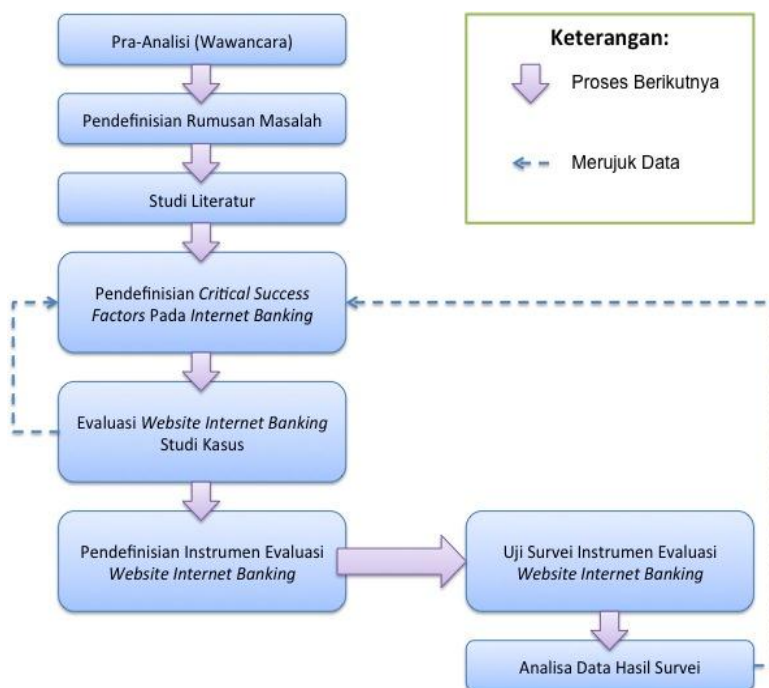 Pra-Analisi (Wawancara)
Pendefinisian Rumusan Masalah
Studi Literatur
Pendefinisian Critical Success
Factors Pada Internet Banking
Evaluasi Website Internet Banking
Studi Kasus
Pendefinisian Instrumen Evaluasi
Website Internet Banking
Uji Survei Instrumen Evaluasi
Website Internet Banking
Analisa Data Hasil Survei
Keterangan:
Proses Berikutnya
Merujuk Data